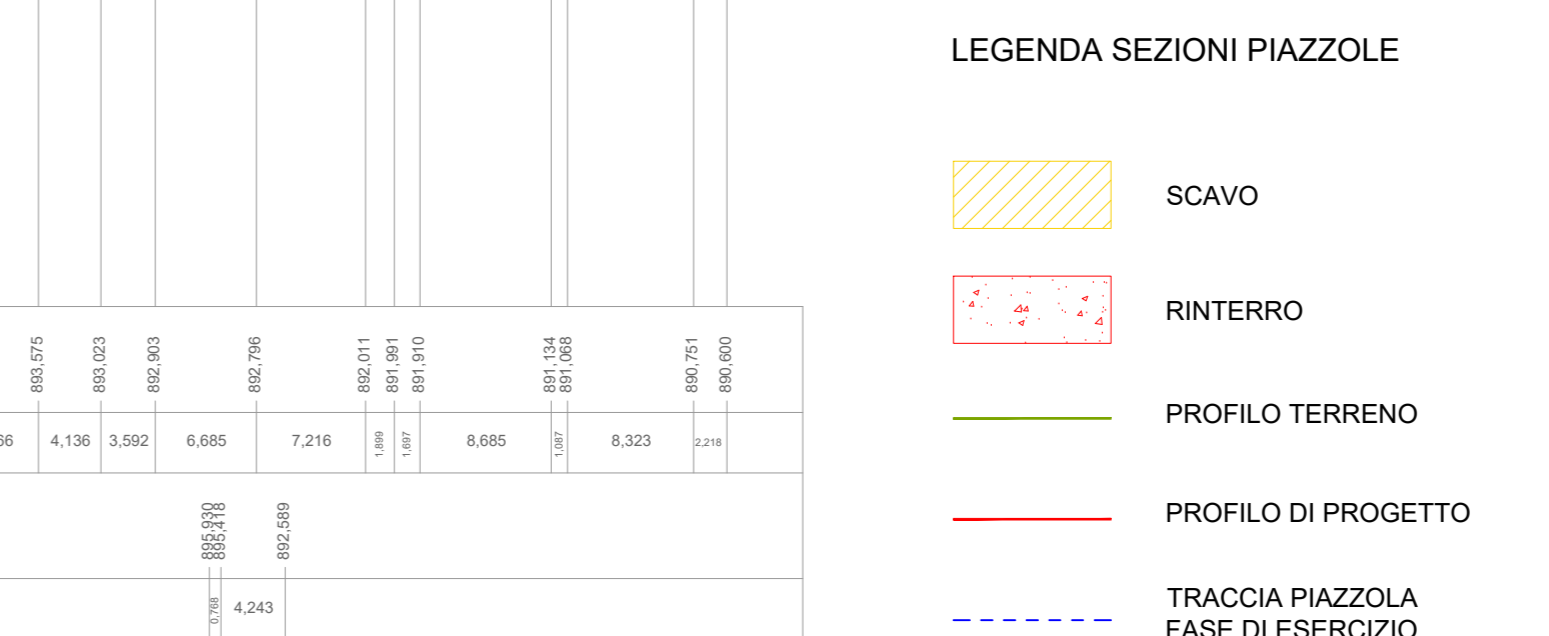 LEGENDA SEZIONI PIAZZOLE
SCAVO
RINTERRO
PROFILO TERRENO
PROFILO DI PROGETTO
TRACCIA PIAZZOLA
FASE DI ESERCIZIO
893,575 893,023 892,903 892,796 892,011 891,991 891,910 891,134 891,068 890,751 890,600
66 4,136 3,592 6,685 7,216 1,899 1,697 8,685 1,087 8,323 2,218
895,930 895,418 892,589
0,768 4,243